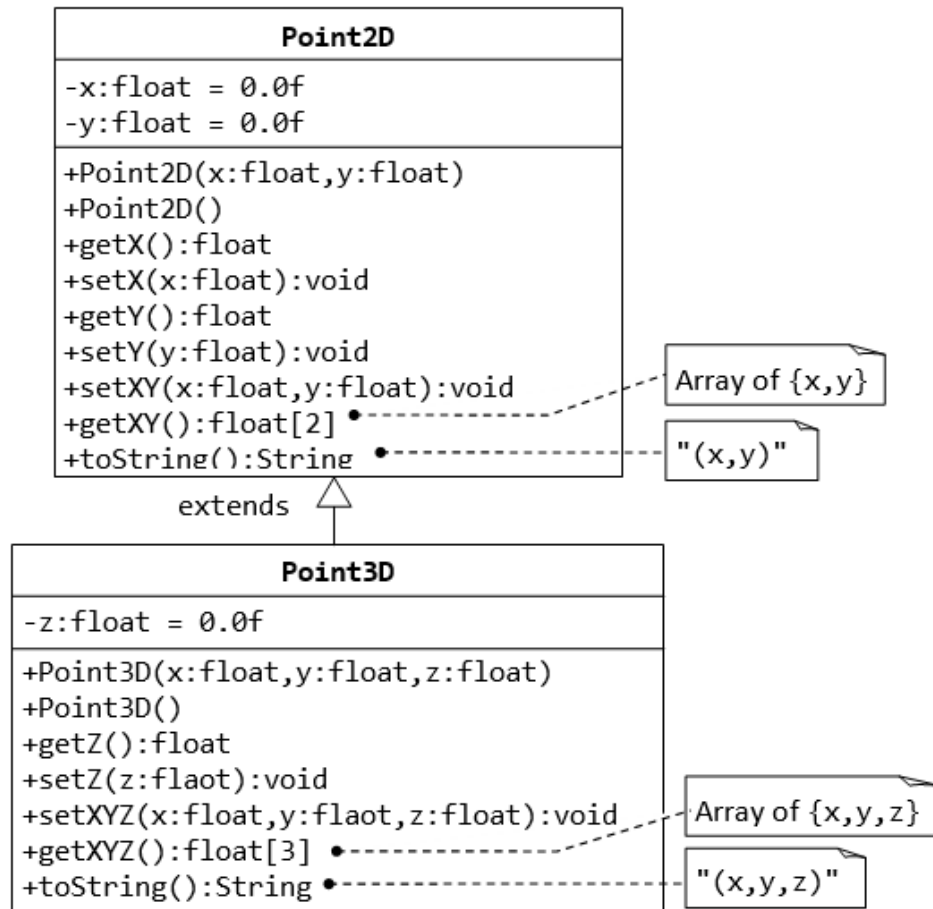 Point2D
-x:float = 0.0f
-y:float = 0.0f
+Point2D(x:float,y:float)
+Point2D()
+getX():float
+setX(x:float):void
+getY():float
+setY(y:float):void
+setXY(x:float,y:float):void
+getXY():float[2]
+toString():String
Array of {x,y}
"(x,y)"
extends
Point3D
-z:float = 0.0f
+Point3D(x:float,y:float,z:float)
+Point3D()
+getZ():float
+setZ(z:flaot):void
+setXYZ(x:float,y:flaot,z:float):void
+getXYZ():float[3]
+toString():String
Array of {x,y,z}
"(x,y,z)"